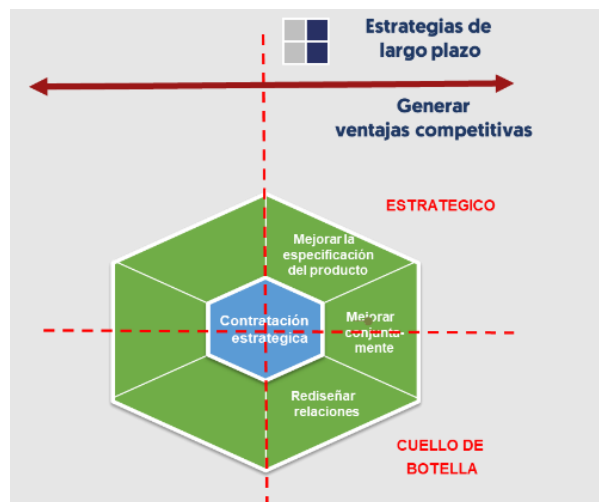 Estrategias de
largo plazo
Generar
ventajas competitivas
ESTRATEGICO
Mejorar la
especificación
del producto
Contratación
estratégica
Mejorar
conjunta-
mente
Rediseñar
relaciones
CUELLO DE
BOTELLA